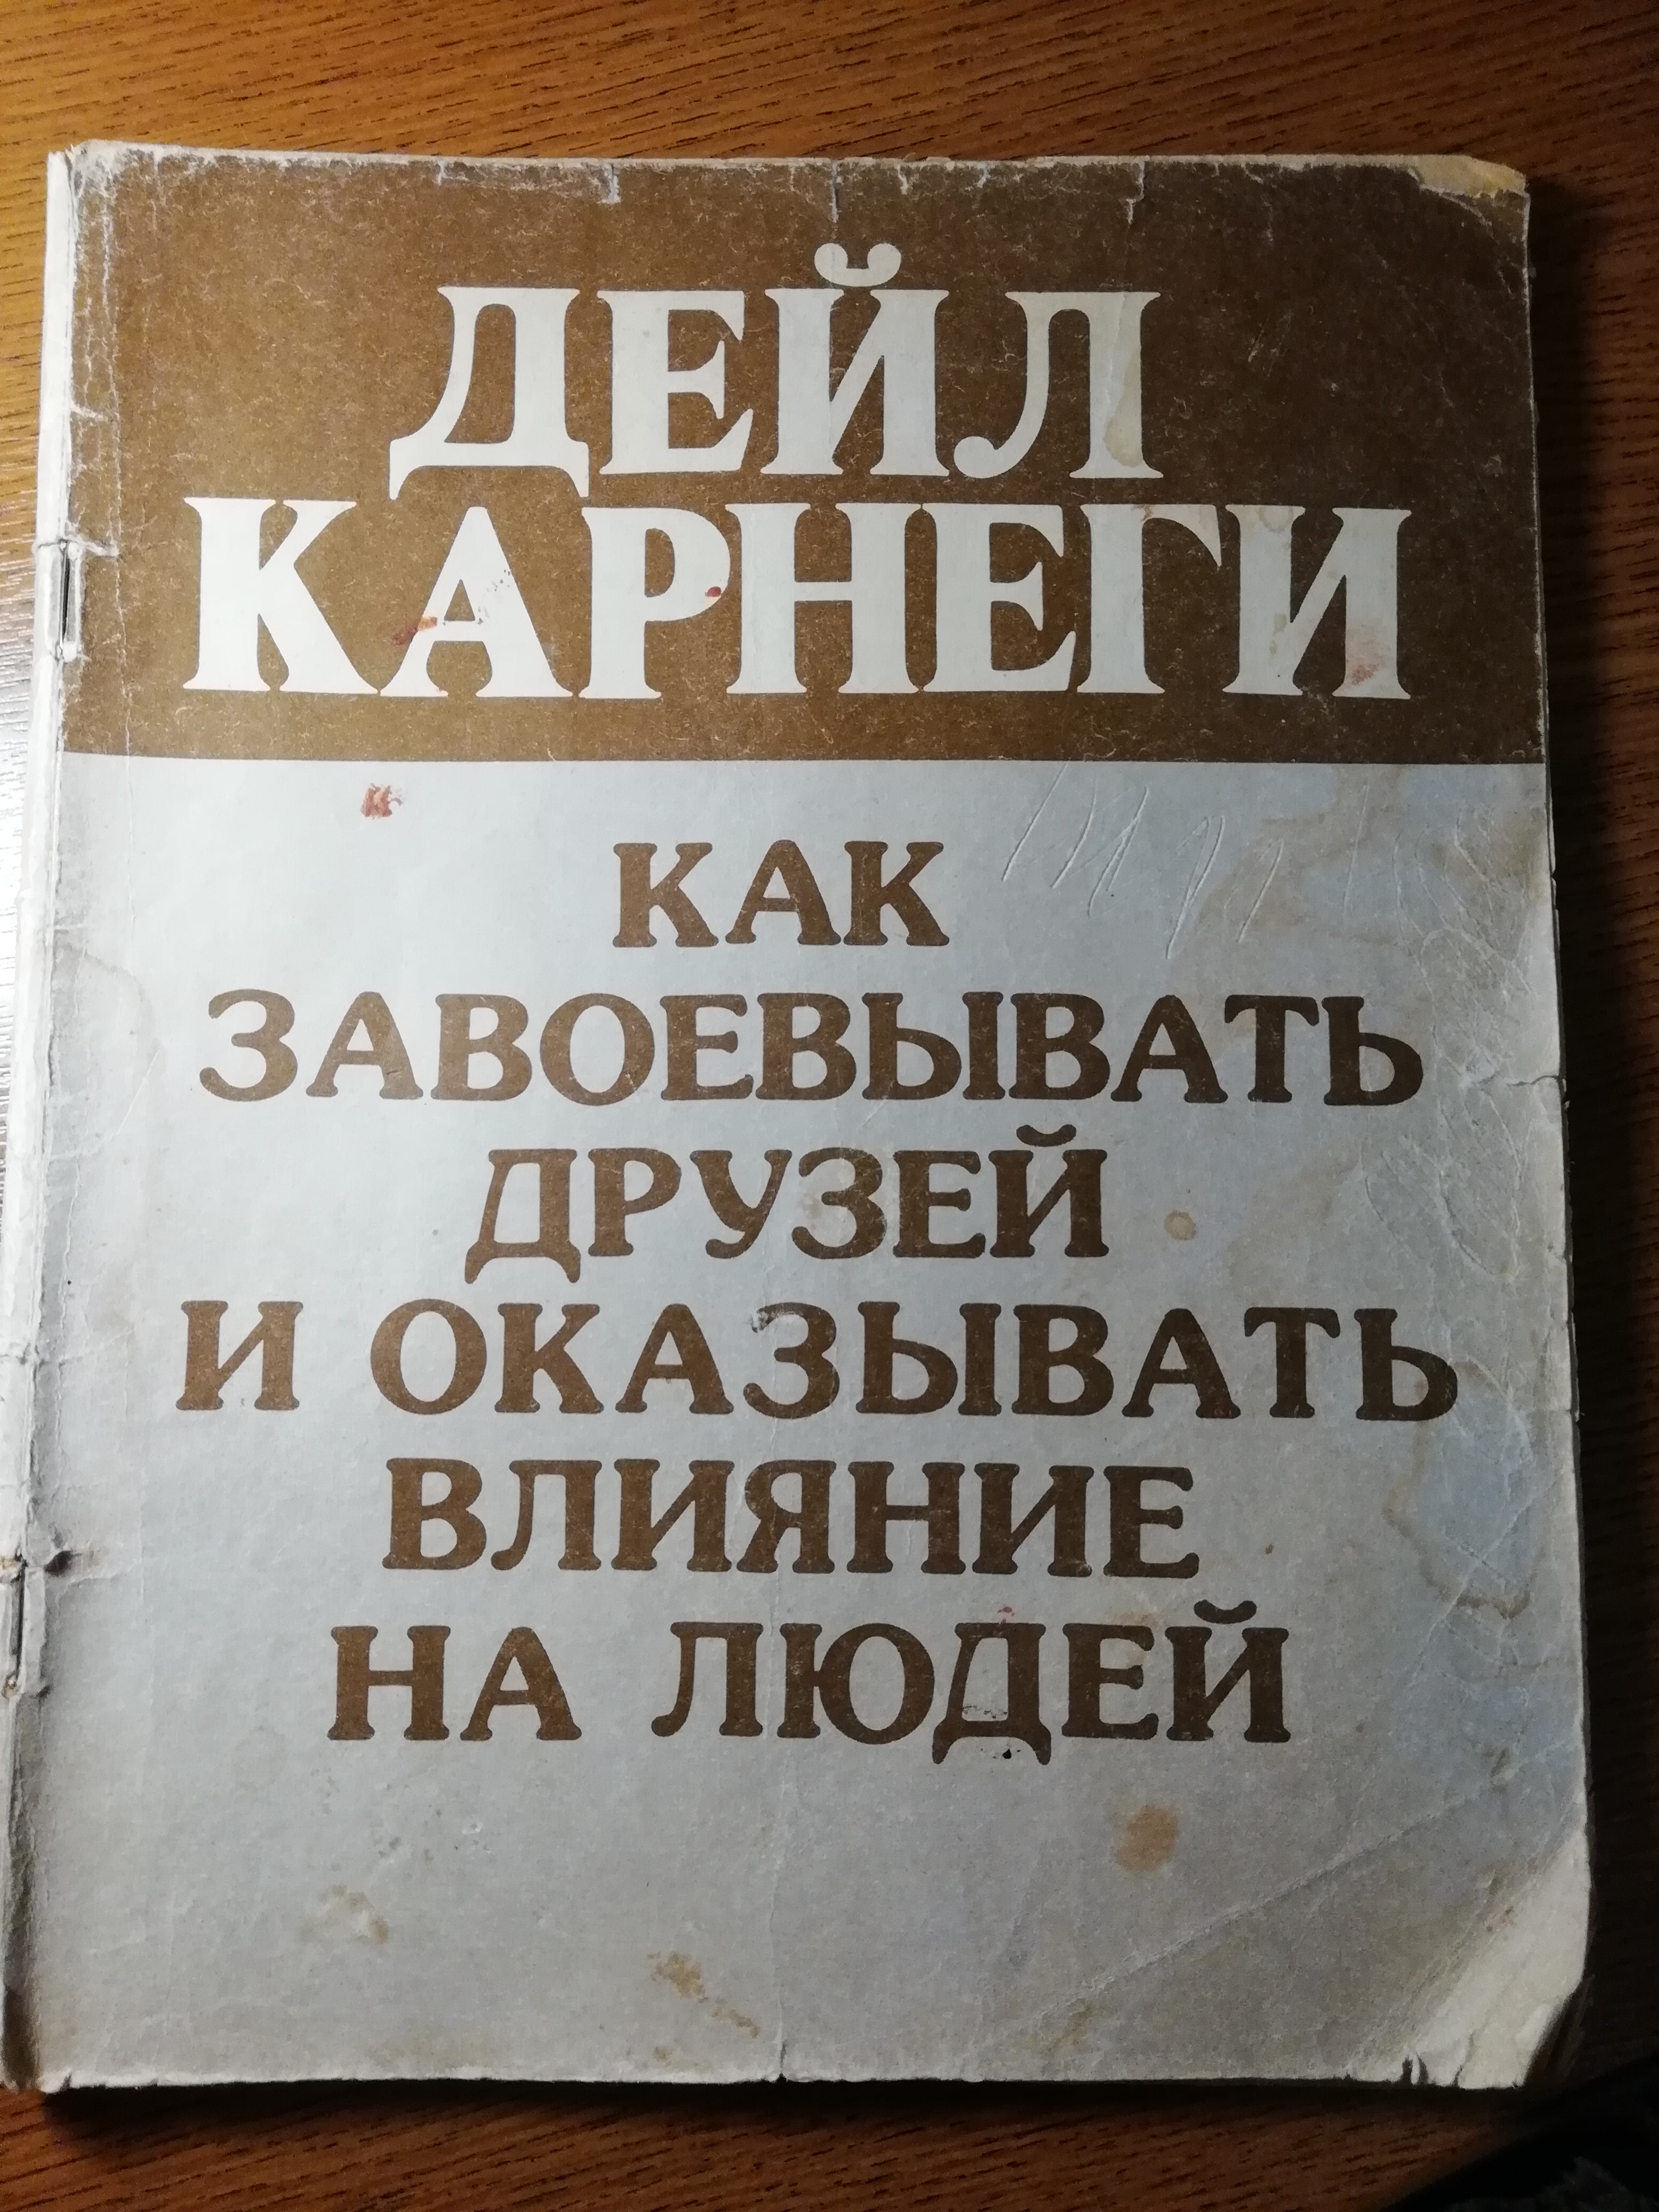 ДЕЙЛ
КАРНЕГИ
КАК
ЗАВОЕВЫВАТЬ
ДРУЗЕЙ
И ОКАЗЫВАТЬ
ВЛИЯНИЕ
НА ЛЮДЕЙ